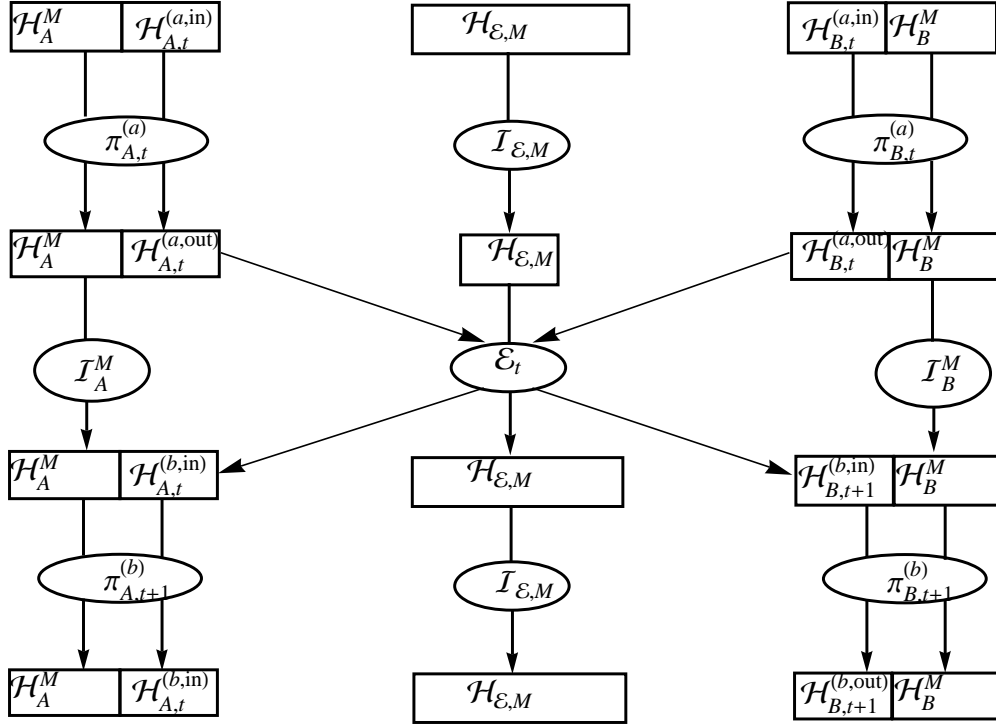 ℋ_A^M ℋ_{A,t}^{(a,in)} ℋ_{ℰ,M} ℋ_{B,t}^{(a,in)} ℋ_B^M
π_{A,t}^{(a)} ℐ_{ℰ,M} π_{B,t}^{(a)}
ℋ_A^M ℋ_{A,t}^{(a,out)} ℋ_{ℰ,M} ℋ_{B,t}^{(a,out)} ℋ_B^M
ℐ_A^M ℰ_t ℐ_B^M
ℋ_A^M ℋ_{A,t}^{(b,in)} ℋ_{ℰ,M} ℋ_{B,t+1}^{(b,in)} ℋ_B^M
π_{A,t+1}^{(b)} ℐ_{ℰ,M} π_{B,t+1}^{(b)}
ℋ_A^M ℋ_{A,t}^{(b,in)} ℋ_{ℰ,M} ℋ_{B,t+1}^{(b,out)} ℋ_B^M